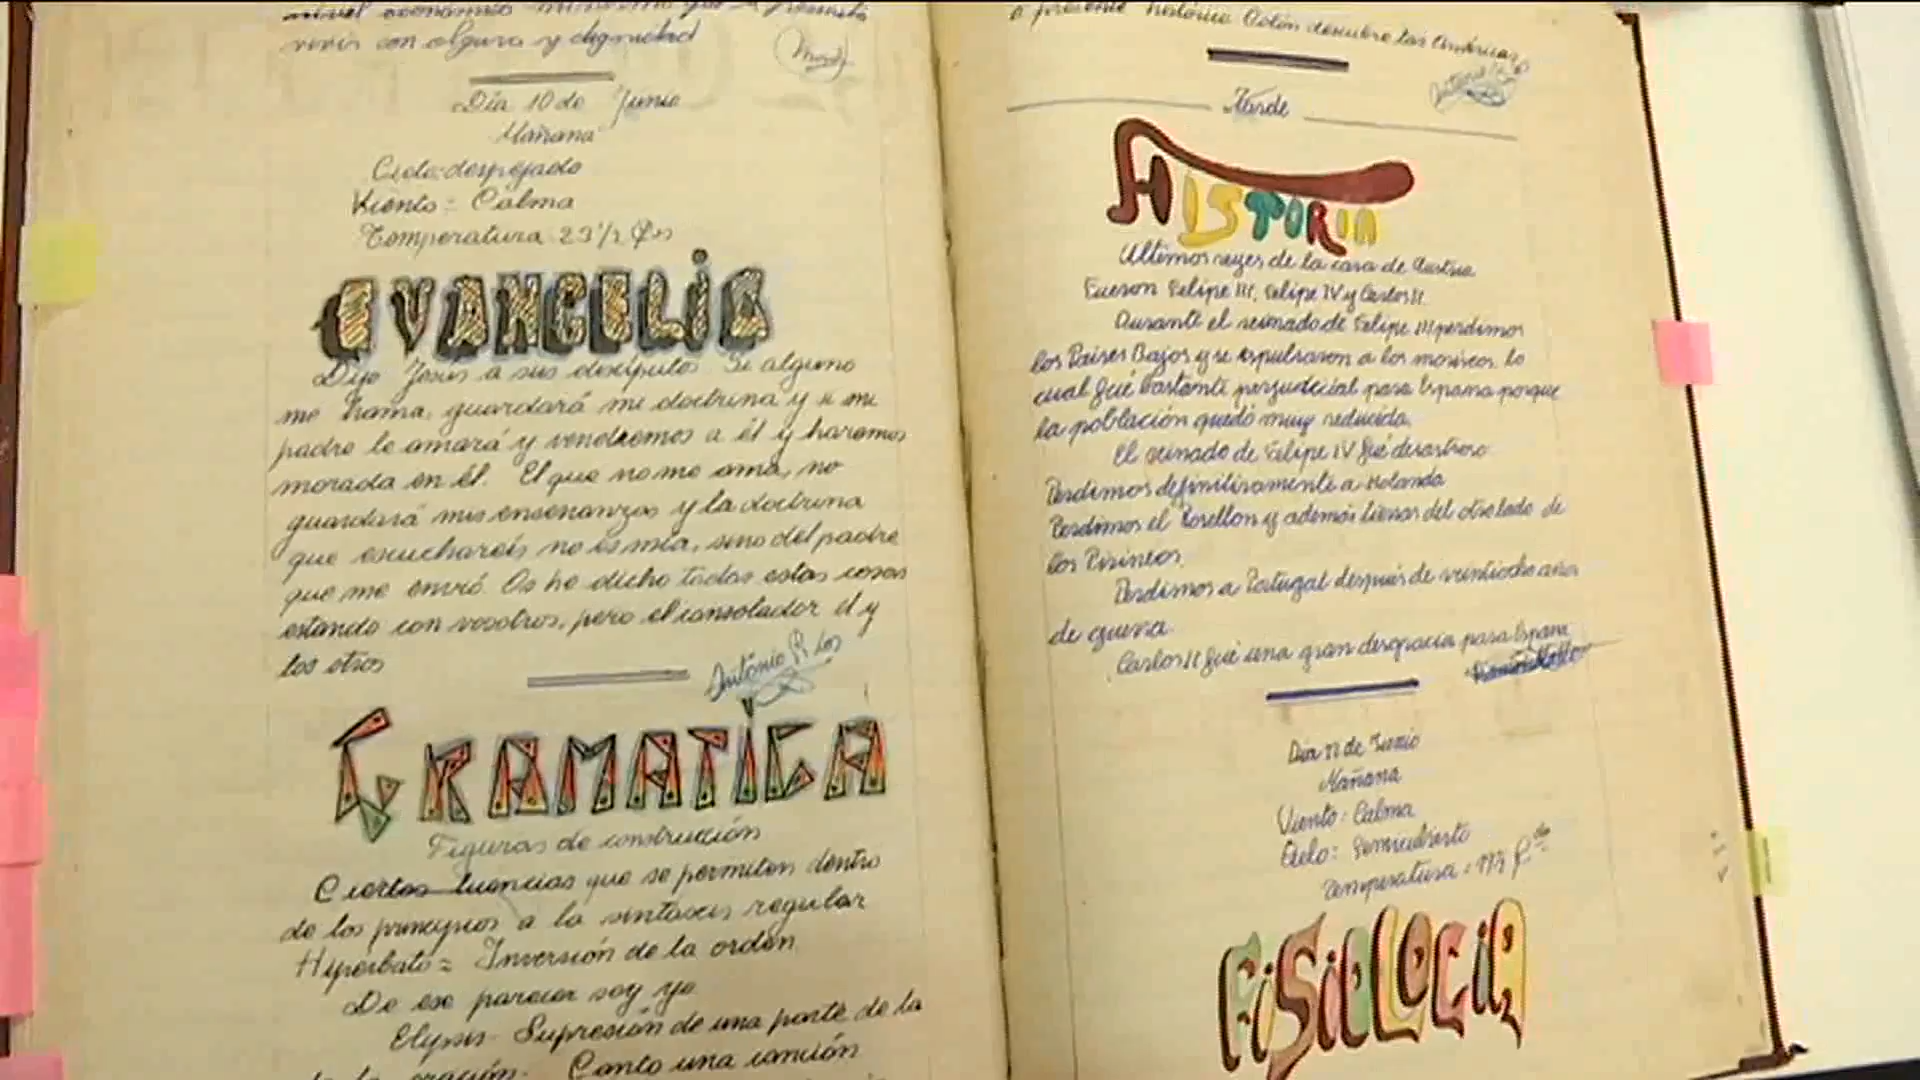 vivir con olgura y dignidad
Día 10 de Junio
Mañana
Cielo: despejado
Viento = Calma
Temperatura 23 1/2
EVANGELIO
Dijo Jesús a sus discípulos Si alguno
me ama, guardará mi doctrina y mi
padre le amará y vendremos a él y haremos
morada en él. El que no me ama, no
guardará mis enseñanzas y la doctrina
que escuchareis no es mía, sino del padre
que me envió. Os he dicho todas estas cosas
estando con vosotros, pero el consolador él y
los otros
Antonio R. Los
GRAMATICA
Figuras de construcción
Ciertas licencias que se permiten dentro
de los principios a la sintaxis regular
Hiperbato = Inversión de la orden
De ese parecer soy yo
Elypsis- Supresión de una parte de la
oración. Canto una canción
o presente histórico Colón descubre las Américas
Tarde
HISTORIA
Ultimos reyes de la casa de Austria
Fueron Felipe III, Felipe IV y Carlos II.
Durante el reinado de Felipe III perdimos
los Paises Bajos y se expulsaron a los moriscos lo
cual fué bastante perjudicial para España porque
la población quedó muy reducida.
El reinado de Felipe IV fué desastroso
Perdimos definitivamente a Holanda
Perdimos el Rosellon y además tierras del otro lado de
los Pirineos.
Perdimos a Portugal después de veintiocho años
de guerra.
Carlos II fué una gran desgracia para España
Dia 11 de Junio
Mañana
Viento: Calma
Cielo: Semicubierto
Temperatura:
FISIOLOGIA